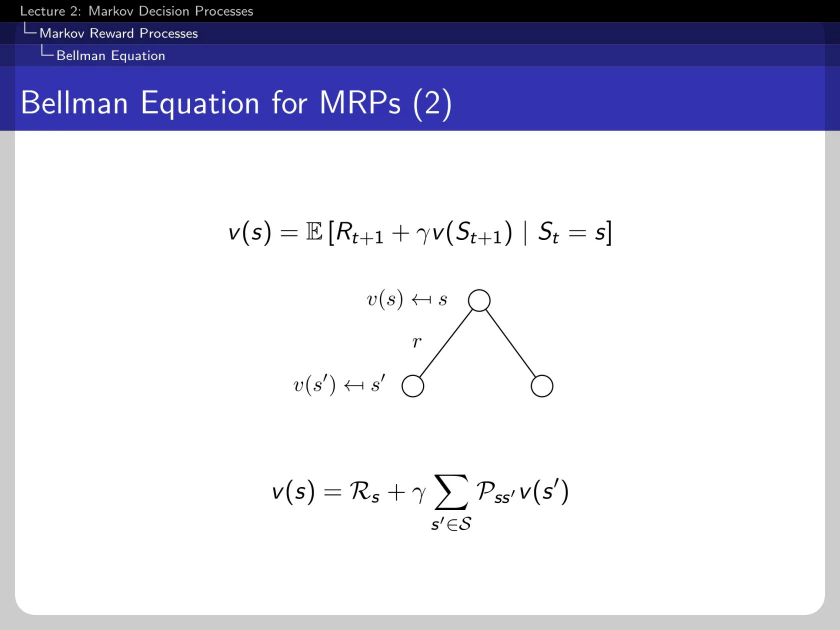 Lecture 2: Markov Decision Processes
Markov Reward Processes
Bellman Equation
Bellman Equation for MRPs (2)
v(s) = 𝔼 [R_{t+1} + γv(S_{t+1}) | S_t = s]
v(s) ↤ s
r
v(s′) ↤ s′
v(s) = ℛ_s + γ ∑_{s′∈𝒮} 𝒫_{ss′} v(s′)